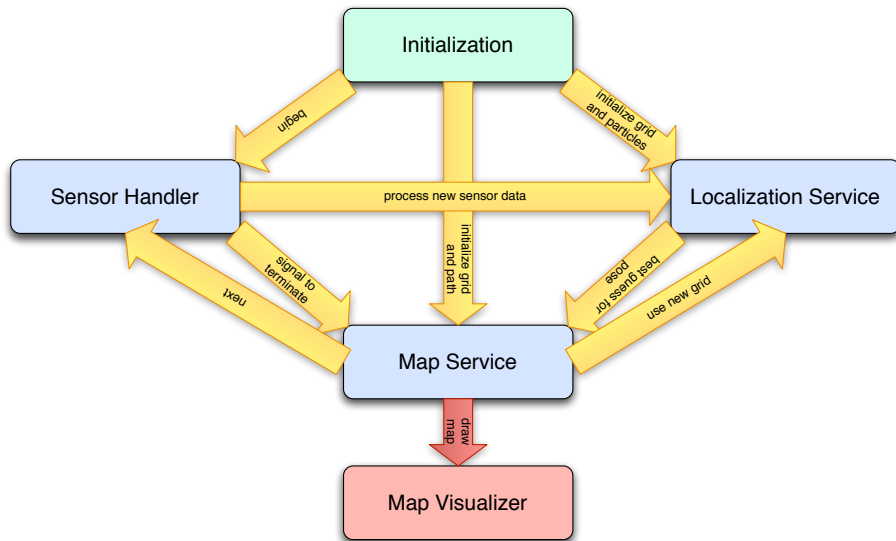 Initialization
begin
initialize grid
and particles
Sensor Handler
process new sensor data
Localization Service
initialize grid
and path
signal to
terminate
next
best guess for
pose
use new grid
Map Service
draw
map
Map Visualizer